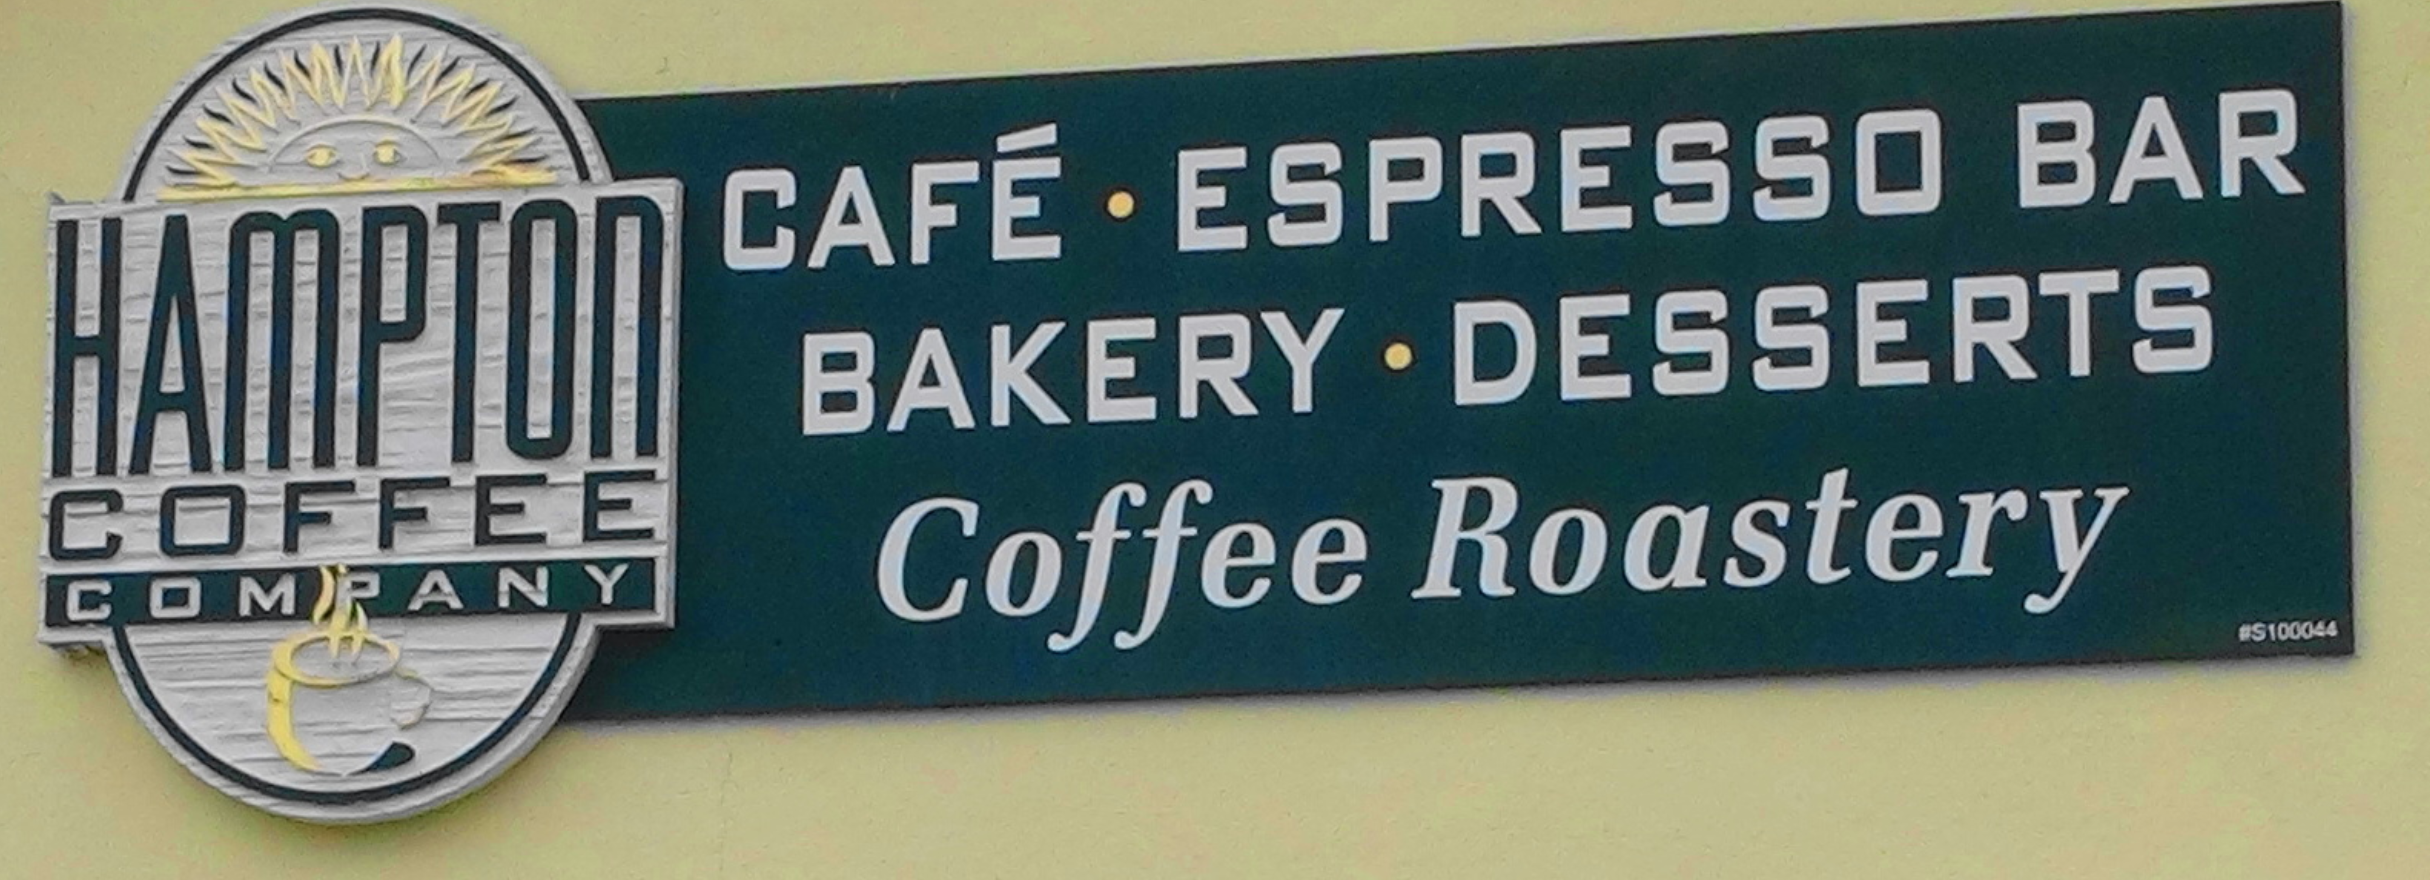 HAMPTON
COFFEE
COMPANY
CAFÉ • ESPRESSO BAR
BAKERY • DESSERTS
Coffee Roastery
#S100044